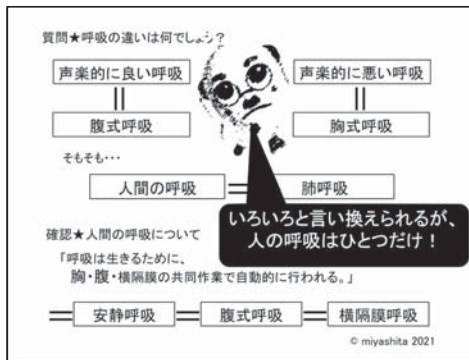 質問★呼吸の違いは何でしょう?
声楽的に良い呼吸
声楽的に悪い呼吸
||
||
腹式呼吸
胸式呼吸
そもそも・・・
人間の呼吸=肺呼吸
いろいろと言い換えられるが、
人の呼吸はひとつだけ!
確認★人間の呼吸について
「呼吸は生きるために、
胸・腹・横隔膜の共同作業で自動的に行われる。」
=安静呼吸=腹式呼吸=横隔膜呼吸
© miyashita 2021